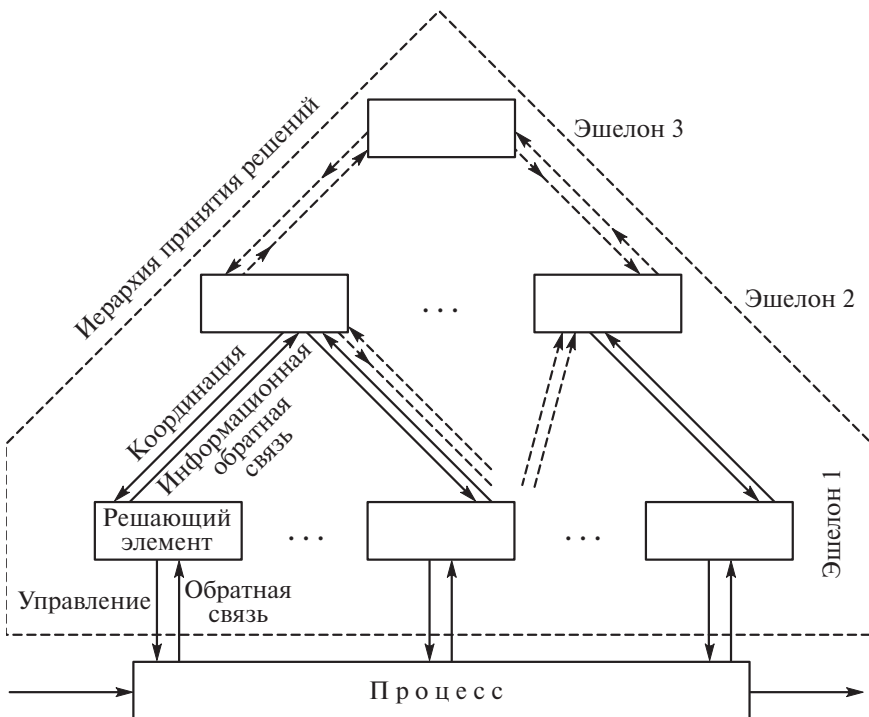 Эшелон 3
Иерархия принятия решений
Эшелон 2
. . .
Координация
Информационная
обратная
связь
Эшелон 1
Решающий
элемент
. . .
. . .
Управление
Обратная
связь
Процесс